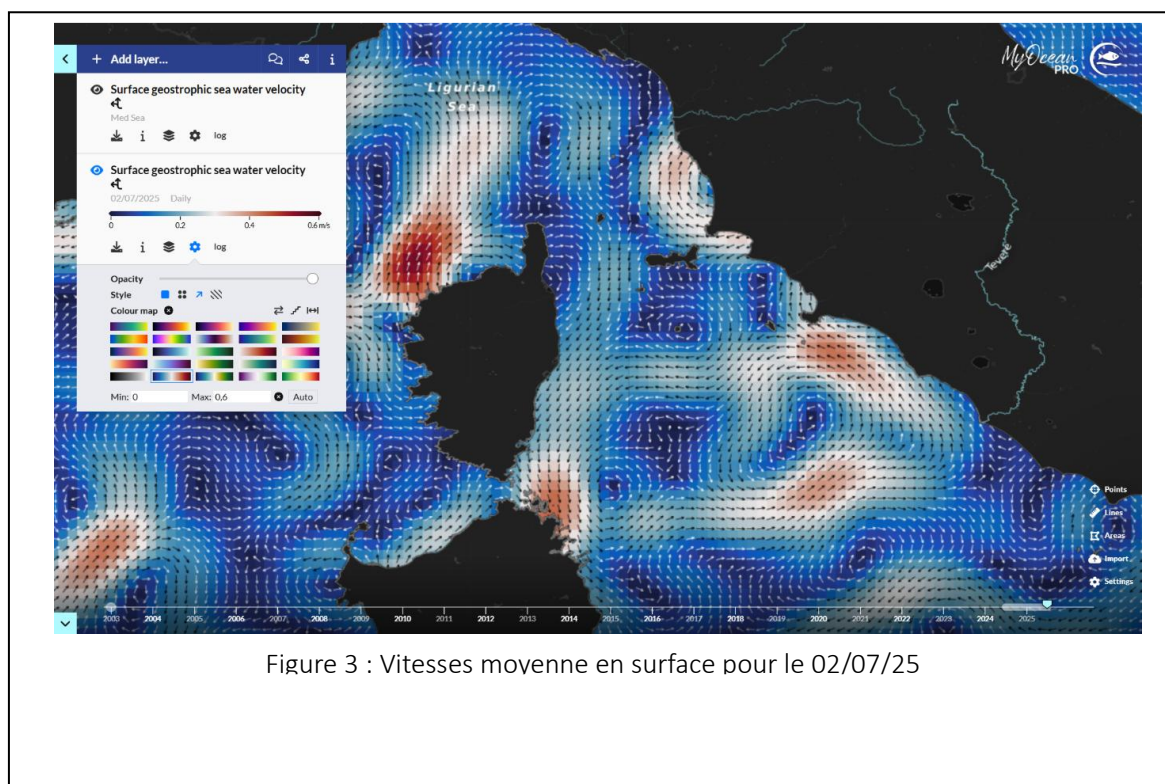 + Add layer...
i
Surface geostrophic sea water velocity
Med Sea
i log
Surface geostrophic sea water velocity
02/07/2025 Daily
0 0.2 0.4 0.6 m/s
i log
Opacity
Style
Colour map
Min: 0 Max: 0,6 Auto
Ligurian
Sea
MyOcean
PRO
Tevere
Points
Lines
Areas
Import
Settings
2003 2004 2005 2006 2007 2008 2009 2010 2011 2012 2013 2014 2015 2016 2017 2018 2019 2020 2021 2022 2023 2024 2025
Figure 3 : Vitesses moyenne en surface pour le 02/07/25